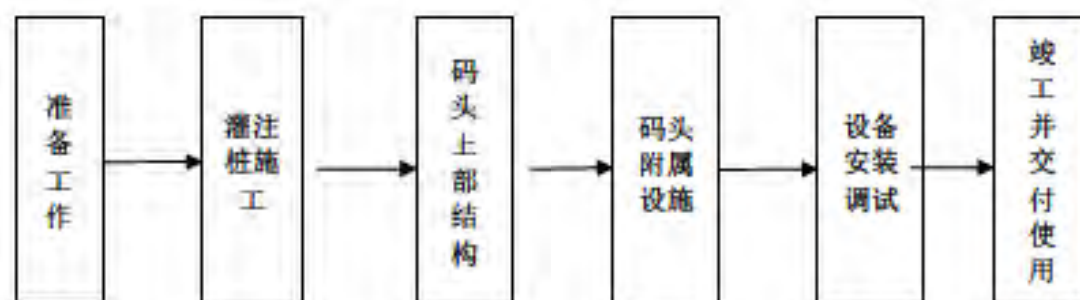 准备工作
灌注
桩施
工
码头上部结构
码头
附属
设施
设备
安装
调试
竣工并交付使用